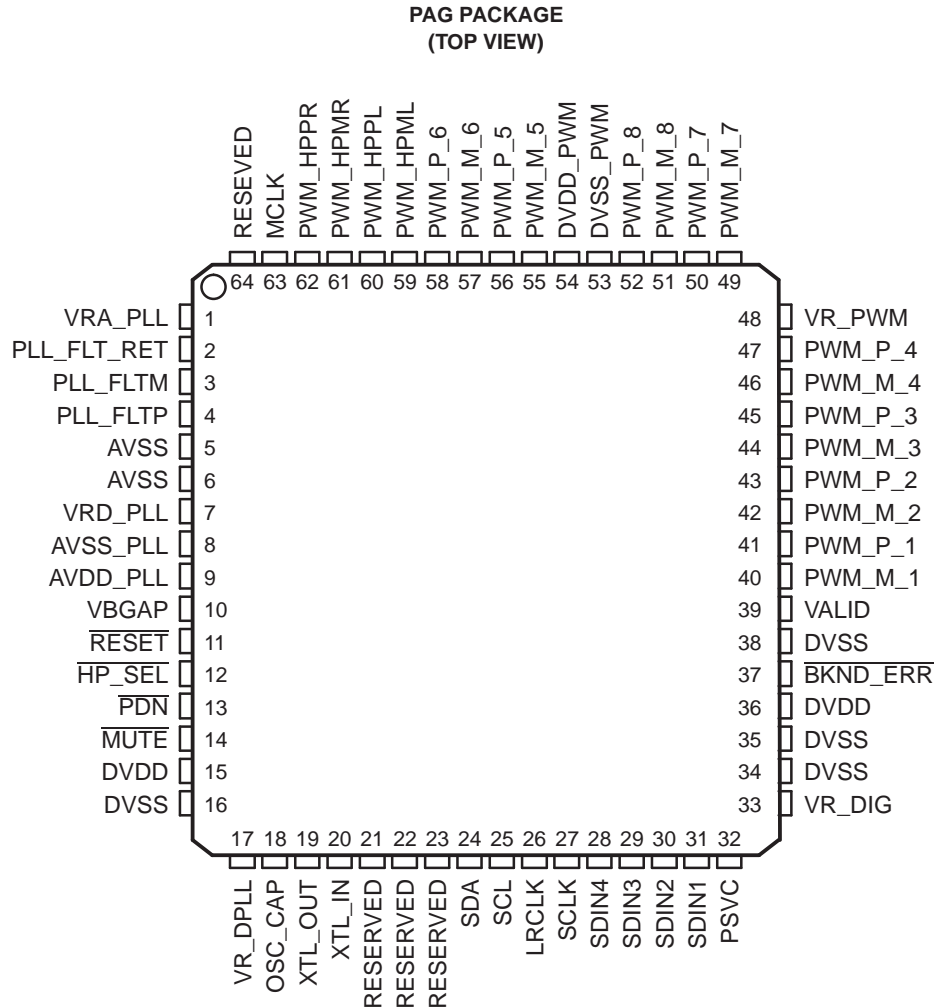 PAG PACKAGE
(TOP VIEW)
RESEVED
MCLK
PWM_HPPR
PWM_HPMR
PWM_HPPL
PWM_HPML
PWM_P_6
PWM_M_6
PWM_P_5
PWM_M_5
DVDD_PWM
DVSS_PWM
PWM_P_8
PWM_M_8
PWM_P_7
PWM_M_7
64 63 62 61 60 59 58 57 56 55 54 53 52 51 50 49
VRA_PLL 1 48 VR_PWM
PLL_FLT_RET 2 47 PWM_P_4
PLL_FLTM 3 46 PWM_M_4
PLL_FLTP 4 45 PWM_P_3
AVSS 5 44 PWM_M_3
AVSS 6 43 PWM_P_2
VRD_PLL 7 42 PWM_M_2
AVSS_PLL 8 41 PWM_P_1
AVDD_PLL 9 40 PWM_M_1
VBGAP 10 39 VALID
RESET 11 38 DVSS
HP_SEL 12 37 BKND_ERR
PDN 13 36 DVDD
MUTE 14 35 DVSS
DVDD 15 34 DVSS
DVSS 16 33 VR_DIG
17 18 19 20 21 22 23 24 25 26 27 28 29 30 31 32
VR_DPLL
OSC_CAP
XTL_OUT
XTL_IN
RESERVED
RESERVED
RESERVED
SDA
SCL
LRCLK
SCLK
SDIN4
SDIN3
SDIN2
SDIN1
PSVC